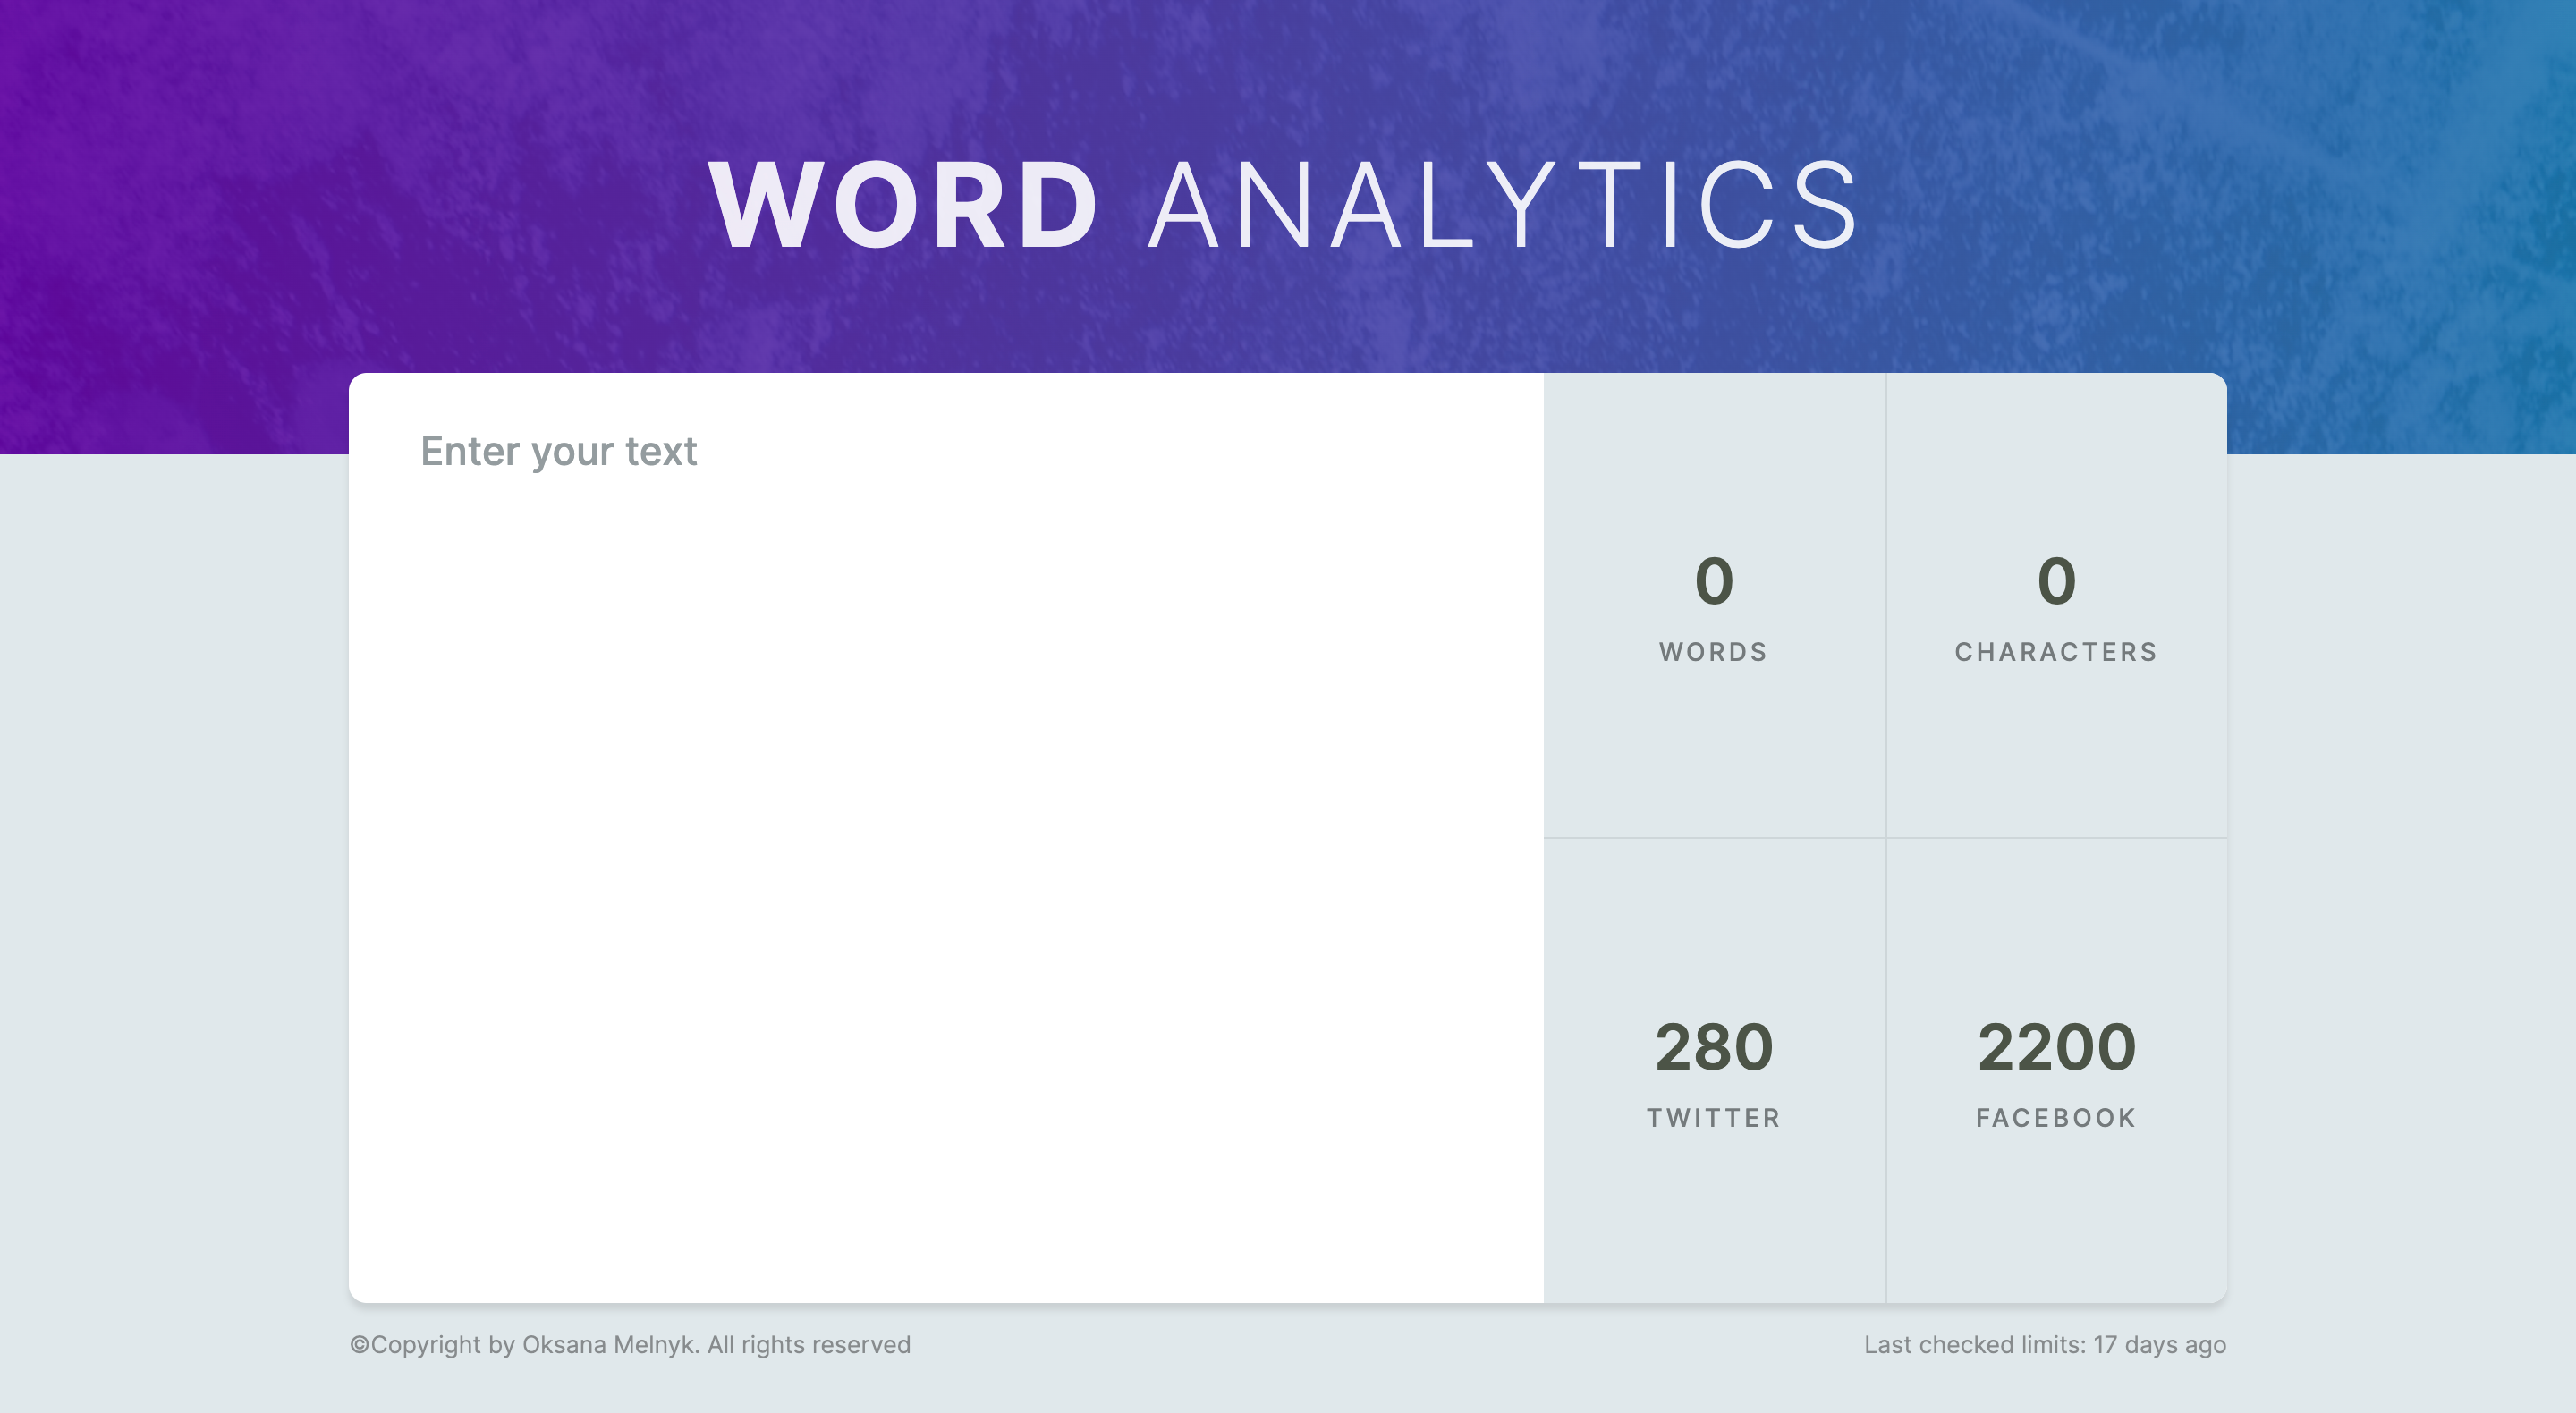 WORD ANALYTICS
Enter your text
0
WORDS
0
CHARACTERS
280
TWITTER
2200
FACEBOOK
©Copyright by Oksana Melnyk. All rights reserved
Last checked limits: 17 days ago